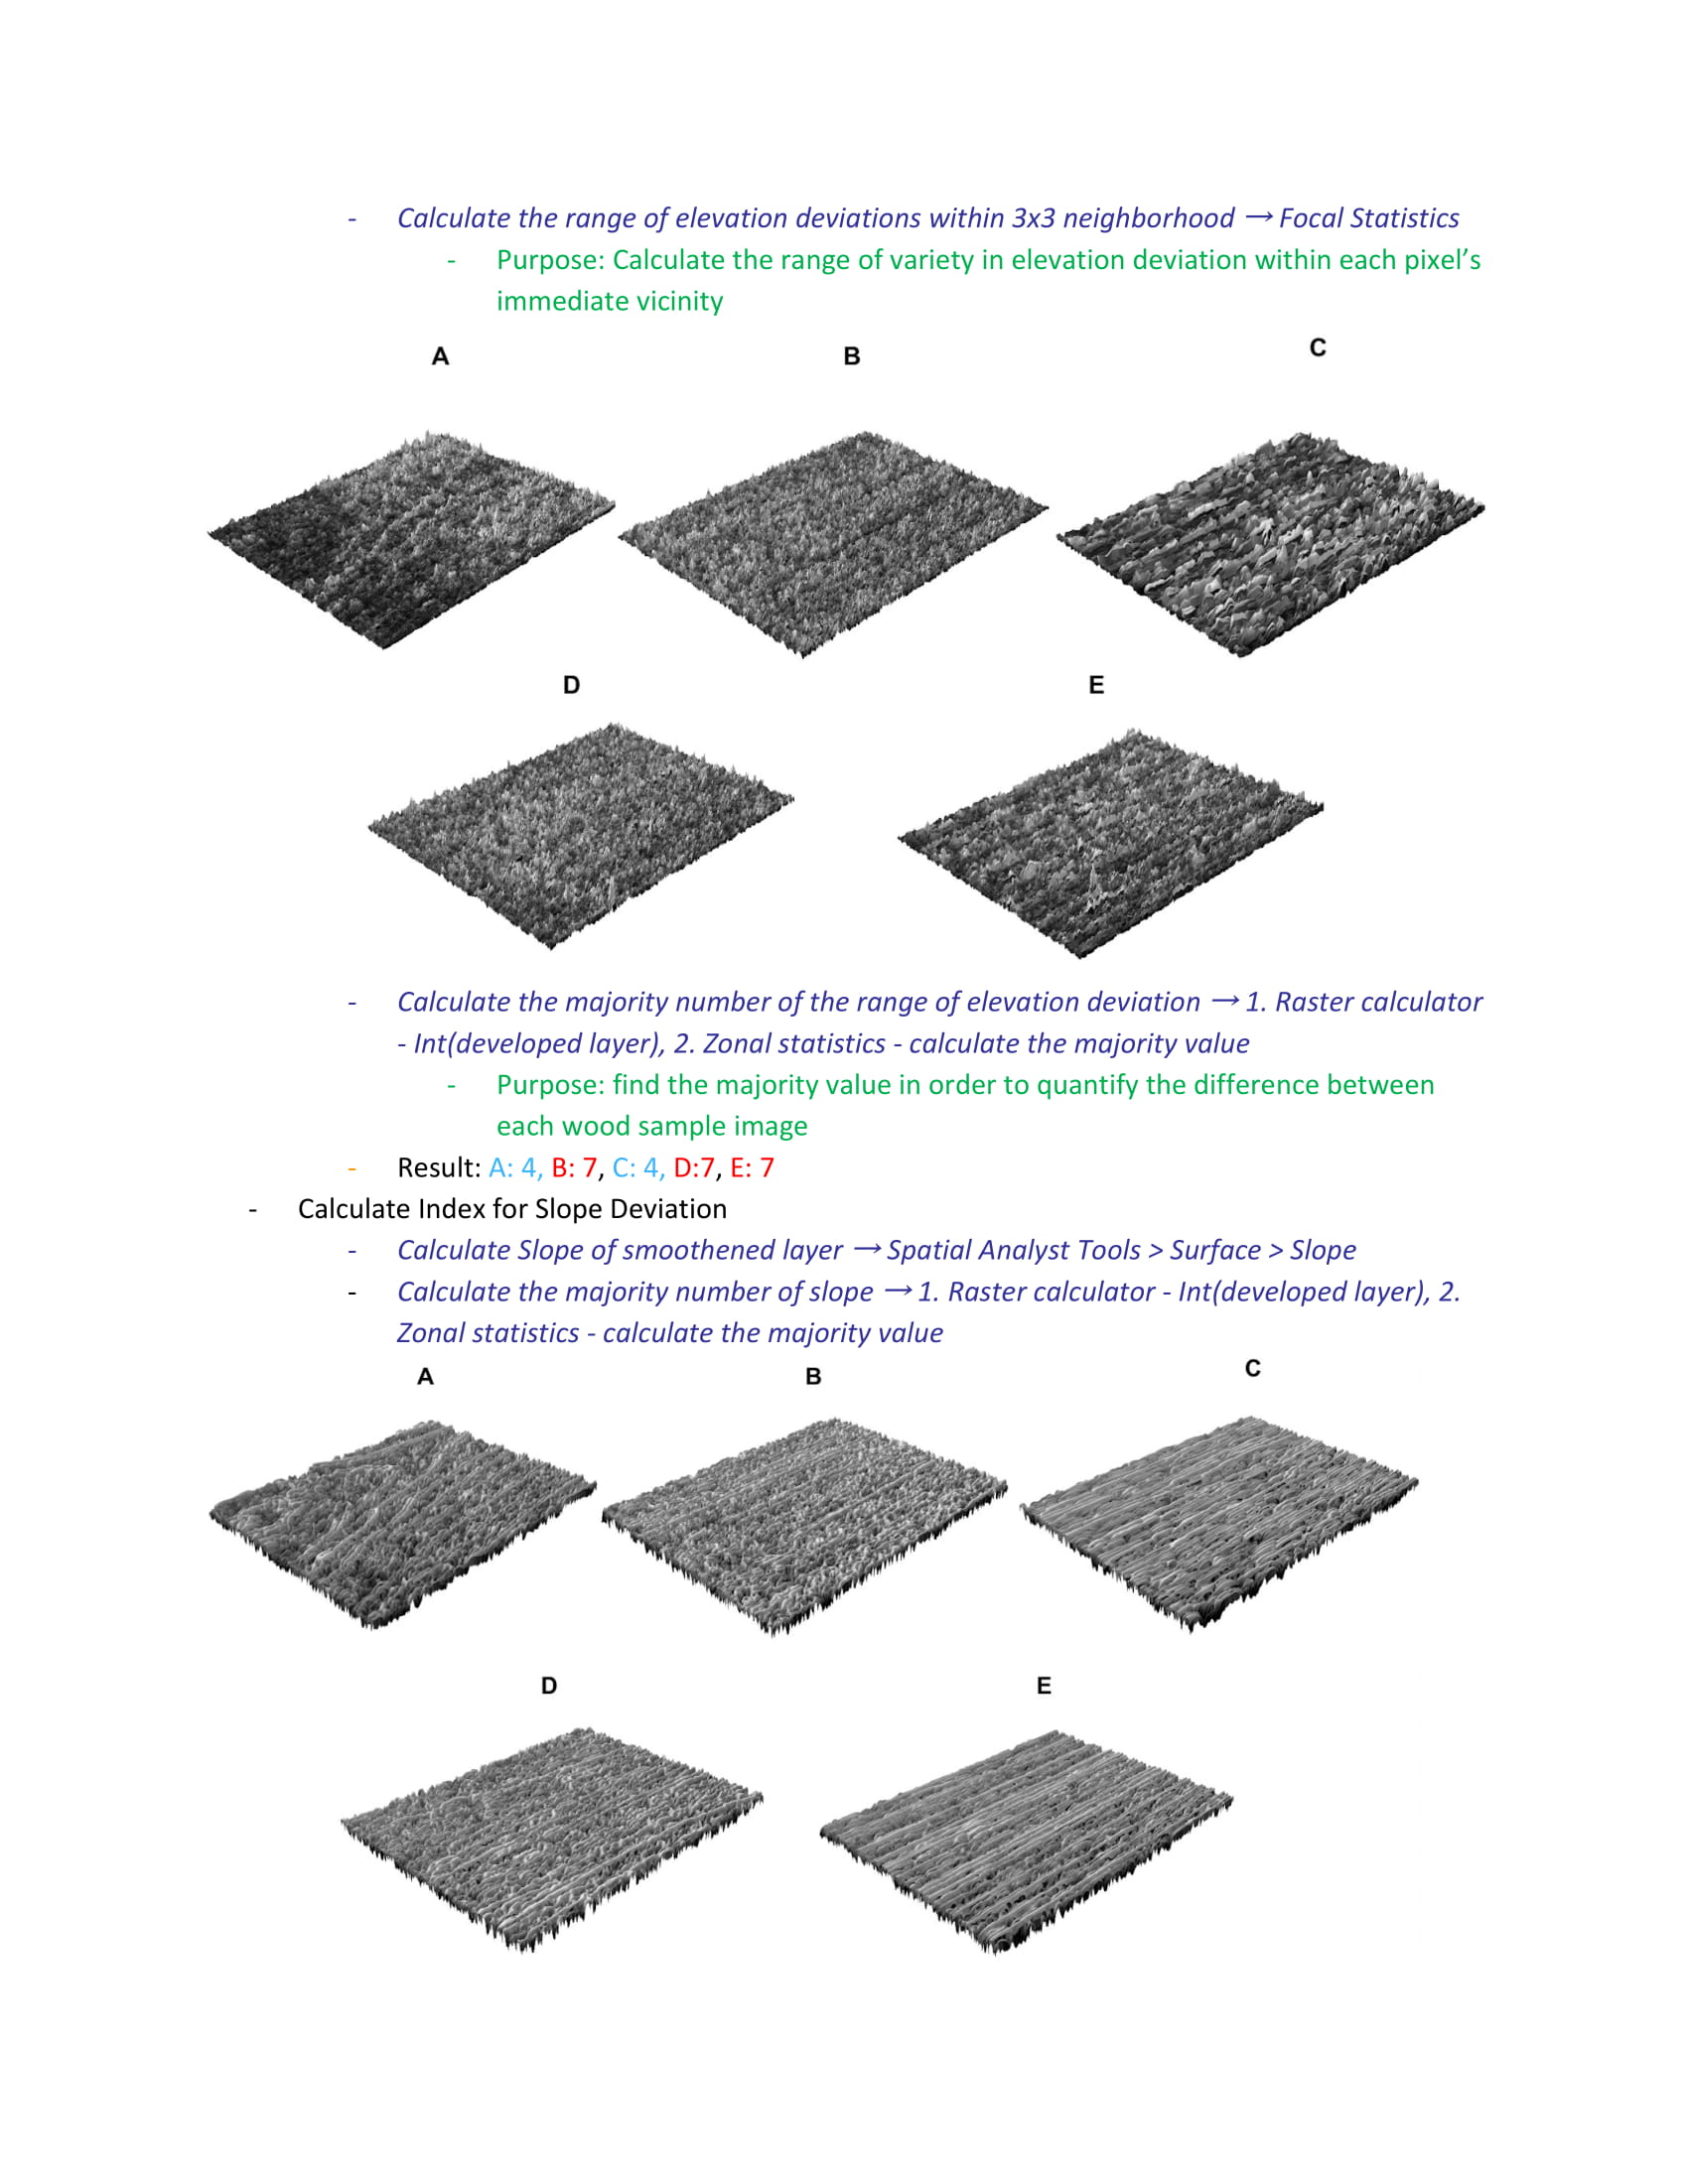 - Calculate the range of elevation deviations within 3x3 neighborhood → Focal Statistics
- Purpose: Calculate the range of variety in elevation deviation within each pixel’s
immediate vicinity
A B C
D E
- Calculate the majority number of the range of elevation deviation → 1. Raster calculator
- Int(developed layer), 2. Zonal statistics - calculate the majority value
- Purpose: find the majority value in order to quantify the difference between
each wood sample image
- Result: A: 4, B: 7, C: 4, D:7, E: 7
- Calculate Index for Slope Deviation
- Calculate Slope of smoothened layer → Spatial Analyst Tools > Surface > Slope
- Calculate the majority number of slope → 1. Raster calculator - Int(developed layer), 2.
Zonal statistics - calculate the majority value
A B C
D E